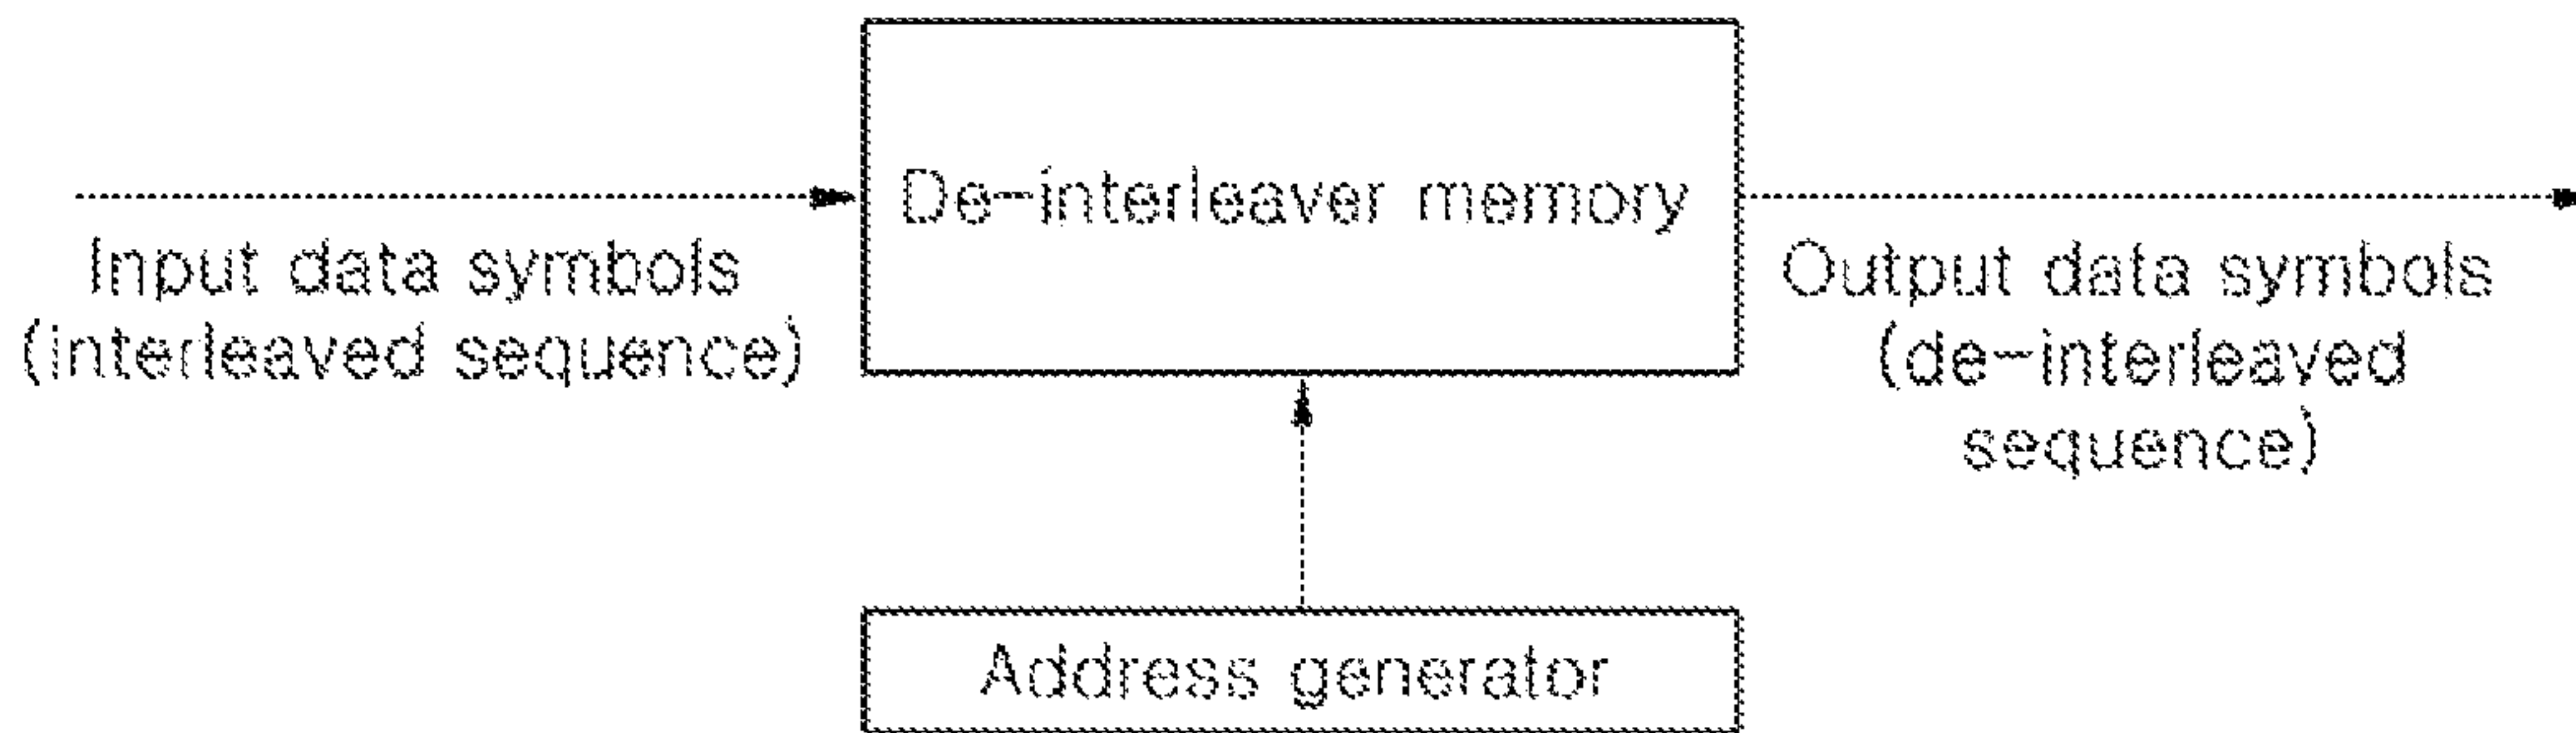 De-interleaver memory
Input data symbols
(interleaved sequence)
Output data symbols
(de-interleaved
sequence)
Address generator